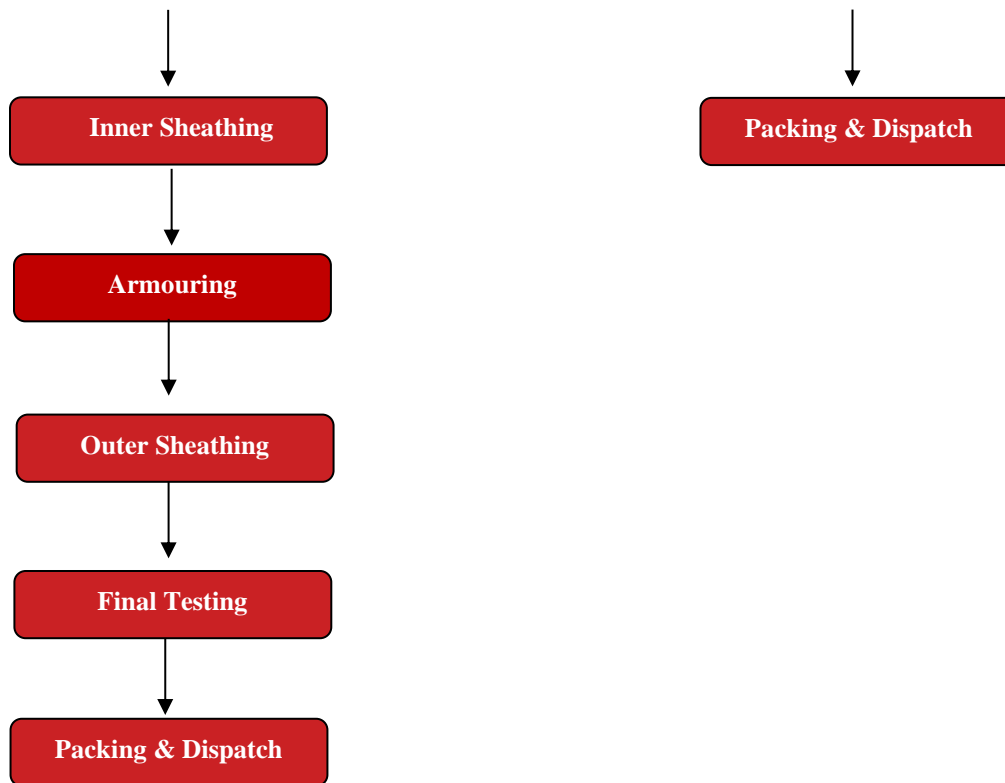 Inner Sheathing
Packing & Dispatch
Armouring
Outer Sheathing
Final Testing
Packing & Dispatch